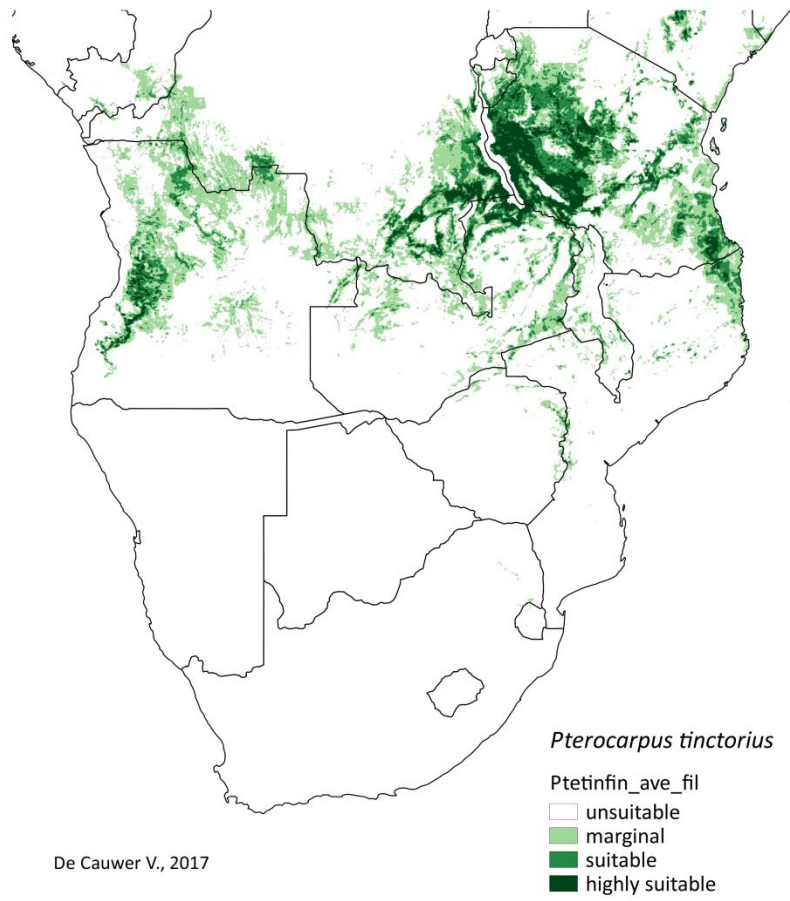 Pterocarpus tinctorius
Ptetinfin_ave_fil
unsuitable
marginal
suitable
highly suitable
De Cauwer V., 2017